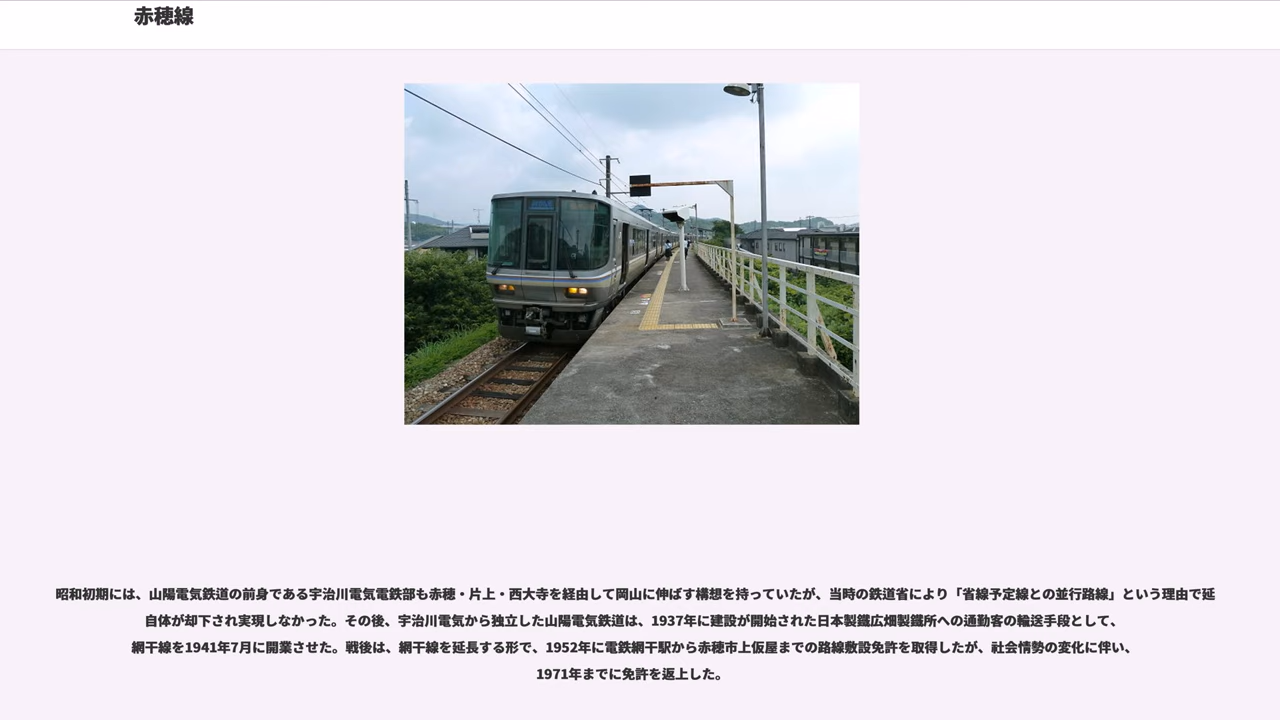 赤穂線
昭和初期には、山陽電気鉄道の前身である宇治川電気電鉄部も赤穂・片上・西大寺を経由して岡山に伸ばす構想を持っていたが、当時の鉄道省により「省線予定線との並行路線」という理由で延
自体が却下され実現しなかった。その後、宇治川電気から独立した山陽電気鉄道は、1937年に建設が開始された日本製鐵広畑製鐵所への通勤客の輸送手段として、
網干線を1941年7月に開業させた。戦後は、網干線を延長する形で、1952年に電鉄網干駅から赤穂市上仮屋までの路線敷設免許を取得したが、社会情勢の変化に伴い、
1971年までに免許を返上した。